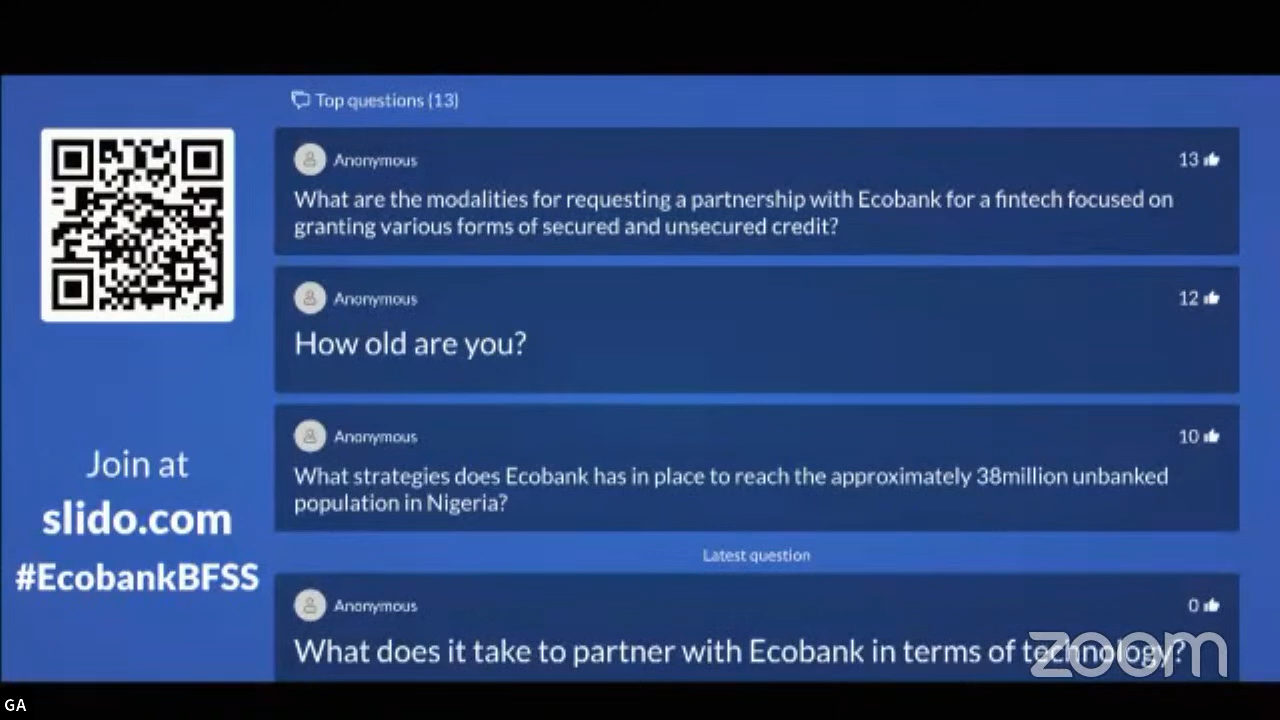 Top questions (13)
Anonymous
13
What are the modalities for requesting a partnership with Ecobank for a fintech focused on
granting various forms of secured and unsecured credit?
Anonymous
12
How old are you?
Anonymous
10
What strategies does Ecobank has in place to reach the approximately 38million unbanked
population in Nigeria?
Latest question
Anonymous
0
What does it take to partner with Ecobank in terms of technology?
Join at
slido.com
#EcobankBFSS
zoom
GA